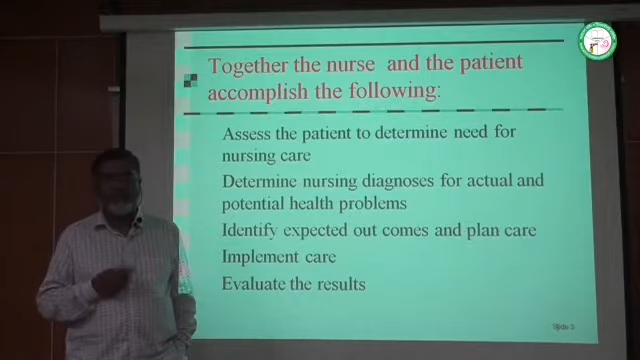 Together the nurse and the patient
accomplish the following:
Assess the patient to determine need for
nursing care
Determine nursing diagnoses for actual and
potential health problems
Identify expected out comes and plan care
Implement care
Evaluate the results
Slide 3